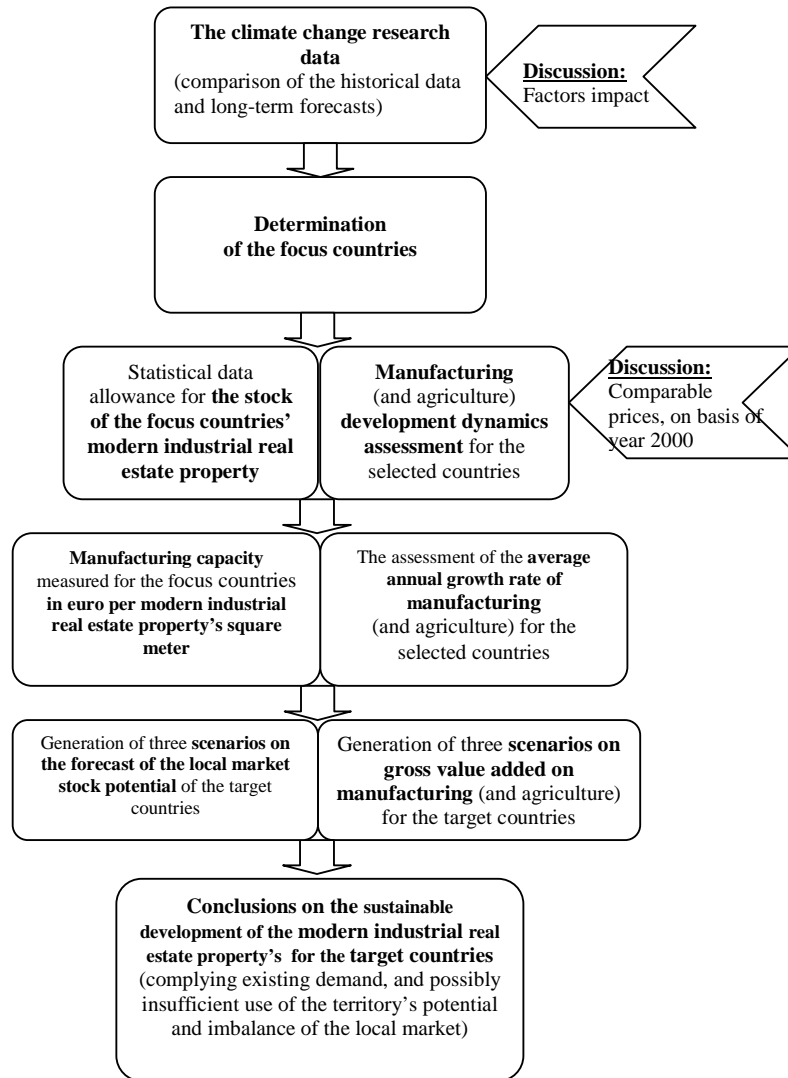 The climate change research
data
(comparison of the historical data
and long-term forecasts)
Discussion:
Factors impact
Determination
of the focus countries
Statistical data
allowance for the stock
of the focus countries'
modern industrial real
estate property
Manufacturing
(and agriculture)
development dynamics
assessment for the
selected countries
Discussion:
Comparable
prices, on basis of
year 2000
Manufacturing capacity
measured for the focus countries
in euro per modern industrial
real estate property's square
meter
The assessment of the average
annual growth rate of
manufacturing
(and agriculture) for the
selected countries
Generation of three scenarios on
the forecast of the local market
stock potential of the target
countries
Generation of three scenarios on
gross value added on
manufacturing (and agriculture)
for the target countries
Conclusions on the sustainable
development of the modern industrial real
estate property's for the target countries
(complying existing demand, and possibly
insufficient use of the territory's potential
and imbalance of the local market)